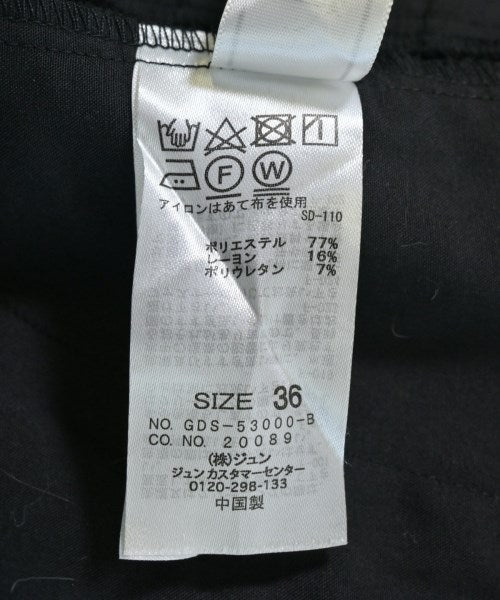 F W
アイロンはあて布を使用
SD-110
ポリエステル 77%
レーヨン 16%
ポリウレタン 7%
SIZE 36
NO. GDS-53000-B
CO. NO. 20089
(株)ジュン
ジュン カスタマーセンター
0120-298-133
中国製